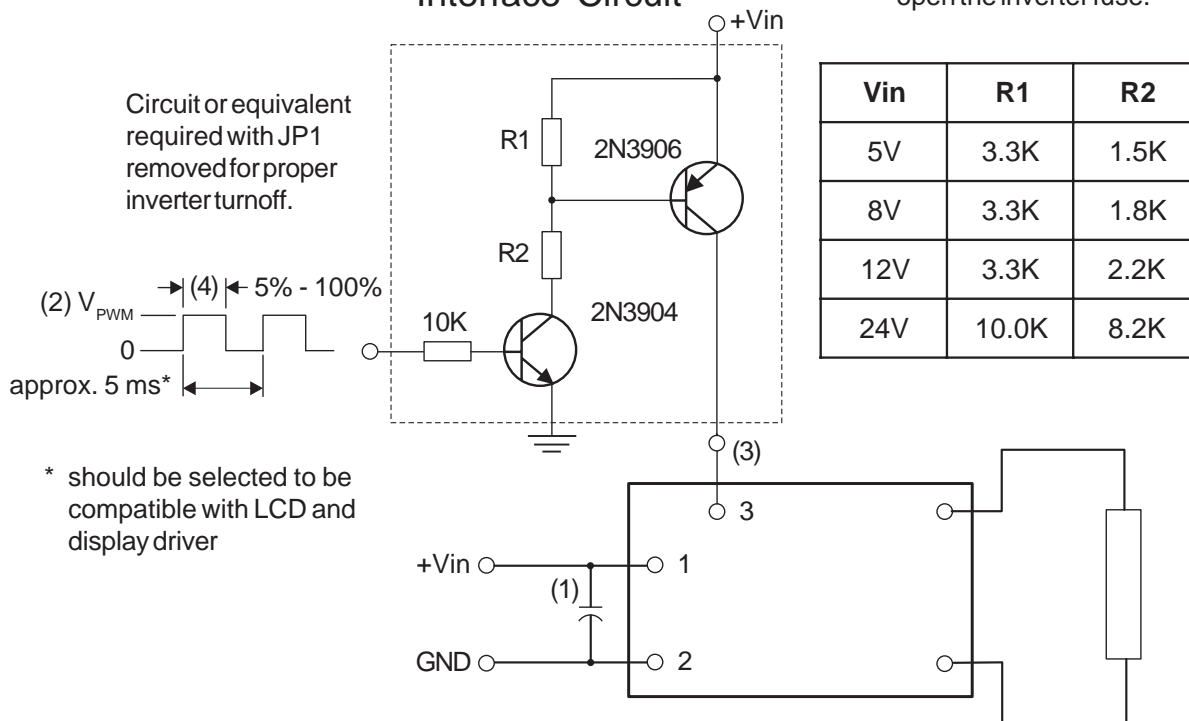 Interface Circuit
open the inverter fuse.
+Vin
Circuit or equivalent
required with JP1
removed for proper
inverter turnoff.
R1
2N3906
R2
(2) VPWM
(4)
5% - 100%
0
10K
2N3904
approx. 5 ms*
Vin R1 R2
5V 3.3K 1.5K
8V 3.3K 1.8K
12V 3.3K 2.2K
24V 10.0K 8.2K
* should be selected to be
compatible with LCD and
display driver
(3)
3
+Vin
1
(1)
GND
2